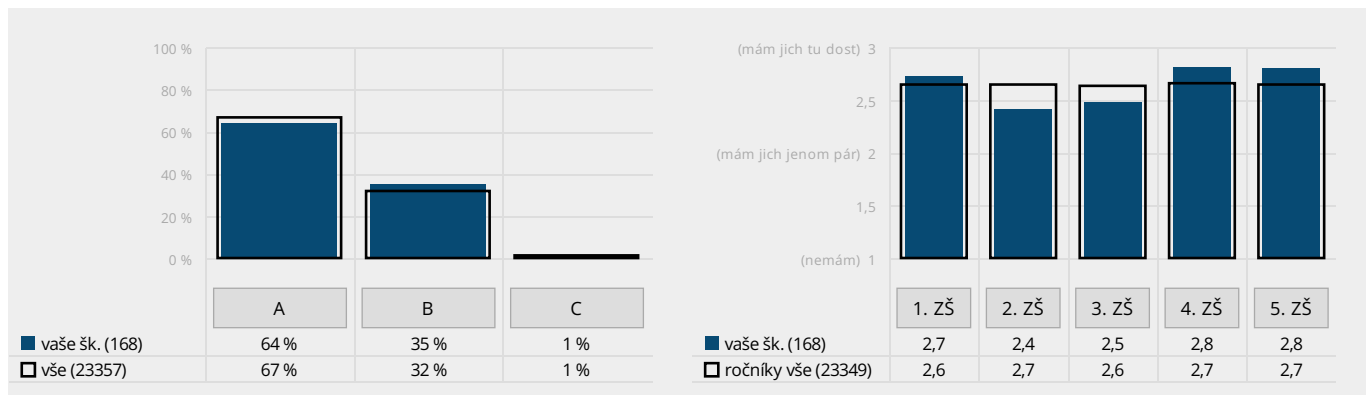 100 %
80 %
60 %
40 %
20 %
0 %
A B C
vaše šk. (168) 64 % 35 % 1 %
vše (23357) 67 % 32 % 1 %
(mám jich tu dost) 3
2,5
(mám jich jenom pár) 2
1,5
(nemám) 1
1. ZŠ 2. ZŠ 3. ZŠ 4. ZŠ 5. ZŠ
vaše šk. (168) 2,7 2,4 2,5 2,8 2,8
ročníky vše (23349) 2,6 2,7 2,6 2,7 2,7